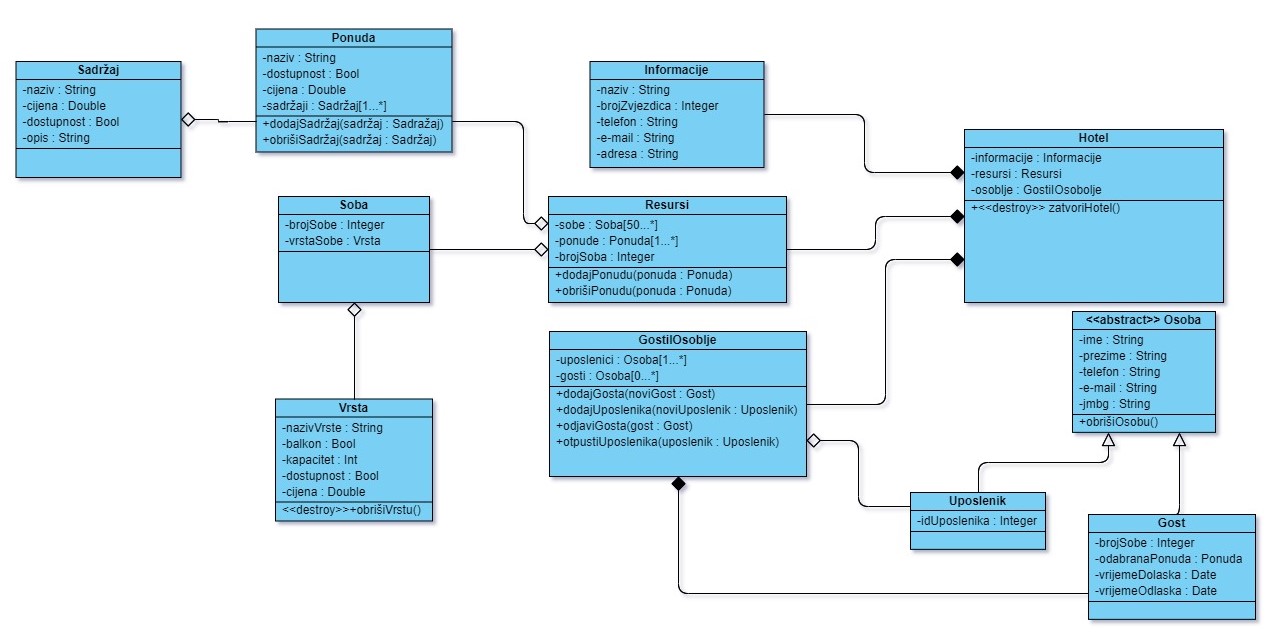 Sadržaj
-naziv : String
-cijena : Double
-dostupnost : Bool
-opis : String
Ponuda
-naziv : String
-dostupnost : Bool
-cijena : Double
-sadržaji : Sadržaj[1...*]
+dodajSadržaj(sadržaj : Sadražaj)
+obrišiSadržaj(sadržaj : Sadržaj)
Informacije
-naziv : String
-brojZvjezdica : Integer
-telefon : String
-e-mail : String
-adresa : String
Hotel
-informacije : Informacije
-resursi : Resursi
-osoblje : GostiIOsobolje
+<<destroy>> zatvoriHotel()
Soba
-brojSobe : Integer
-vrstaSobe : Vrsta
Resursi
-sobe : Soba[50...*]
-ponude : Ponuda[1...*]
-brojSoba : Integer
+dodajPonudu(ponuda : Ponuda)
+obrišiPonudu(ponuda : Ponuda)
<<abstract>> Osoba
-ime : String
-prezime : String
-telefon : String
-e-mail : String
-jmbg : String
+obrišiOsobu()
GostiIOsoblje
-uposlenici : Osoba[1...*]
-gosti : Osoba[0...*]
+dodajGosta(noviGost : Gost)
+dodajUposlenika(noviUposlenik : Uposlenik)
+odjaviGosta(gost : Gost)
+otpustiUposlenika(uposlenik : Uposlenik)
Vrsta
-nazivVrste : String
-balkon : Bool
-kapacitet : Int
-dostupnost : Bool
-cijena : Double
<<destroy>>+obrišiVrstu()
Uposlenik
-idUposlenika : Integer
Gost
-brojSobe : Integer
-odabranaPonuda : Ponuda
-vrijemeDolaska : Date
-vrijemeOdlaska : Date